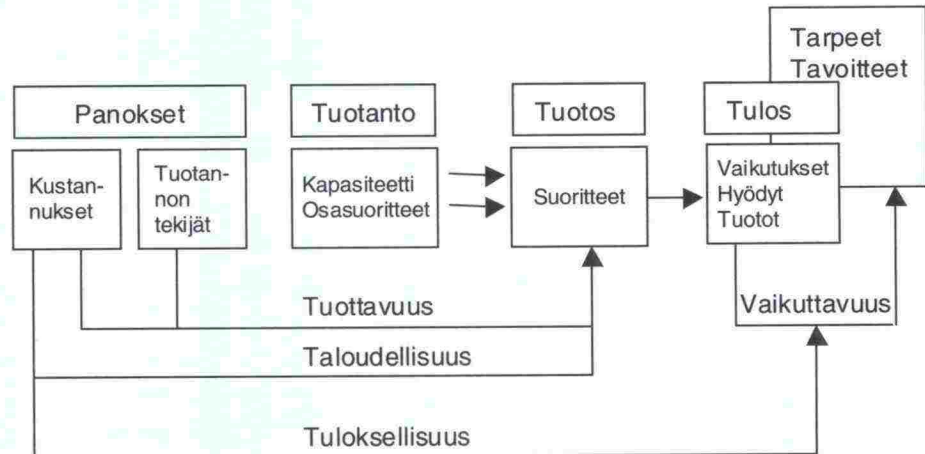 Tarpeet
Tavoitteet
Panokset
Tuotanto
Tuotos
Tulos
Kustan-
nukset
Tuotan-
non
tekijät
Kapasiteetti
Osasuoritteet
Suoritteet
Vaikutukset
Hyödyt
Tuotot
Tuottavuus
Vaikuttavuus
Taloudellisuus
Tuloksellisuus